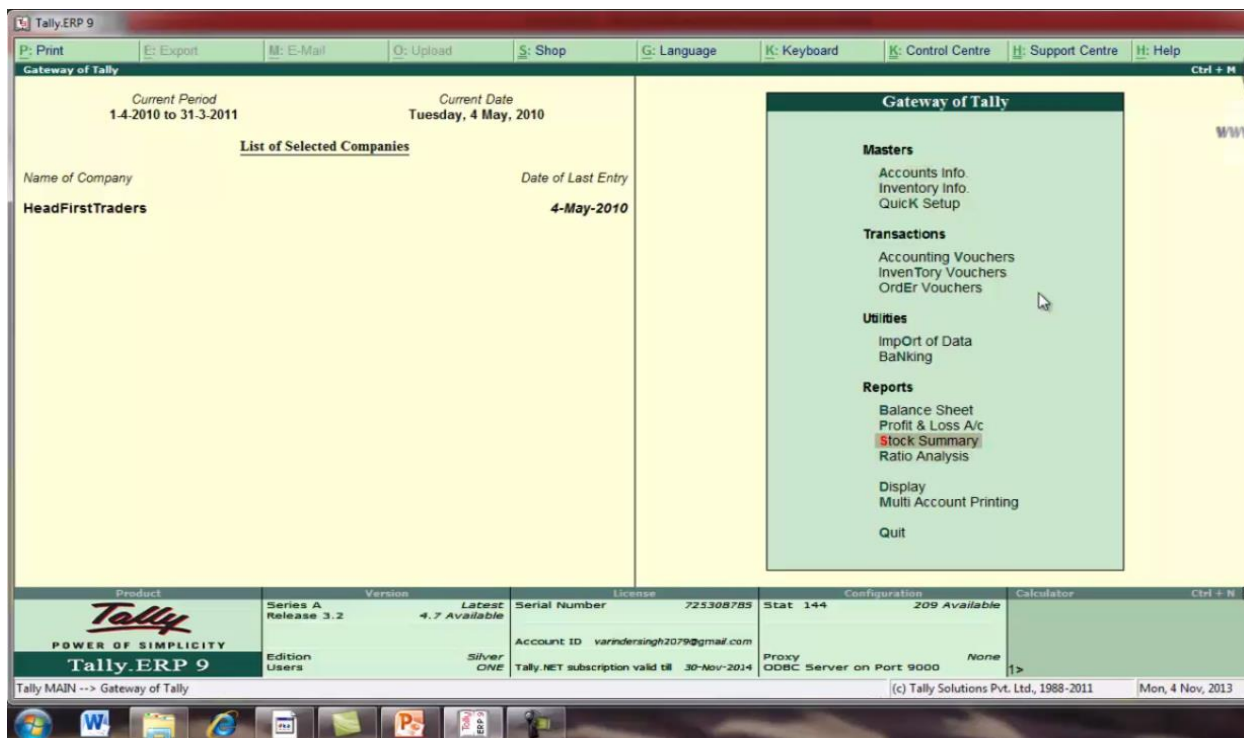 Tally.ERP 9
P: Print E: Export M: E-Mail O: Upload S: Shop G: Language K: Keyboard K: Control Centre H: Support Centre H: Help
Gateway of Tally Ctrl + M
Current Period Current Date
1-4-2010 to 31-3-2011 Tuesday, 4 May, 2010
List of Selected Companies
Name of Company Date of Last Entry
HeadFirstTraders 4-May-2010
Gateway of Tally
Masters
Accounts Info.
Inventory Info.
QuicK Setup
Transactions
Accounting Vouchers
InvenTory Vouchers
OrdEr Vouchers
Utilities
ImpOrt of Data
BaNking
Reports
Balance Sheet
Profit & Loss A/c
Stock Summary
Ratio Analysis
Display
Multi Account Printing
Quit
www
Product Version License Configuration Calculator Ctrl + N
Tally
POWER OF SIMPLICITY
Tally.ERP 9
Series A Latest
Release 3.2 4.7 Available
Edition Silver
Users ONE
Serial Number 725308785
Account ID varindersingh2079@gmail.com
Tally.NET subscription valid till 30-Nov-2014
Stat 144 209 Available
Proxy None
ODBC Server on Port 9000
1>
Tally MAIN --> Gateway of Tally (c) Tally Solutions Pvt. Ltd., 1988-2011 Mon, 4 Nov, 2013